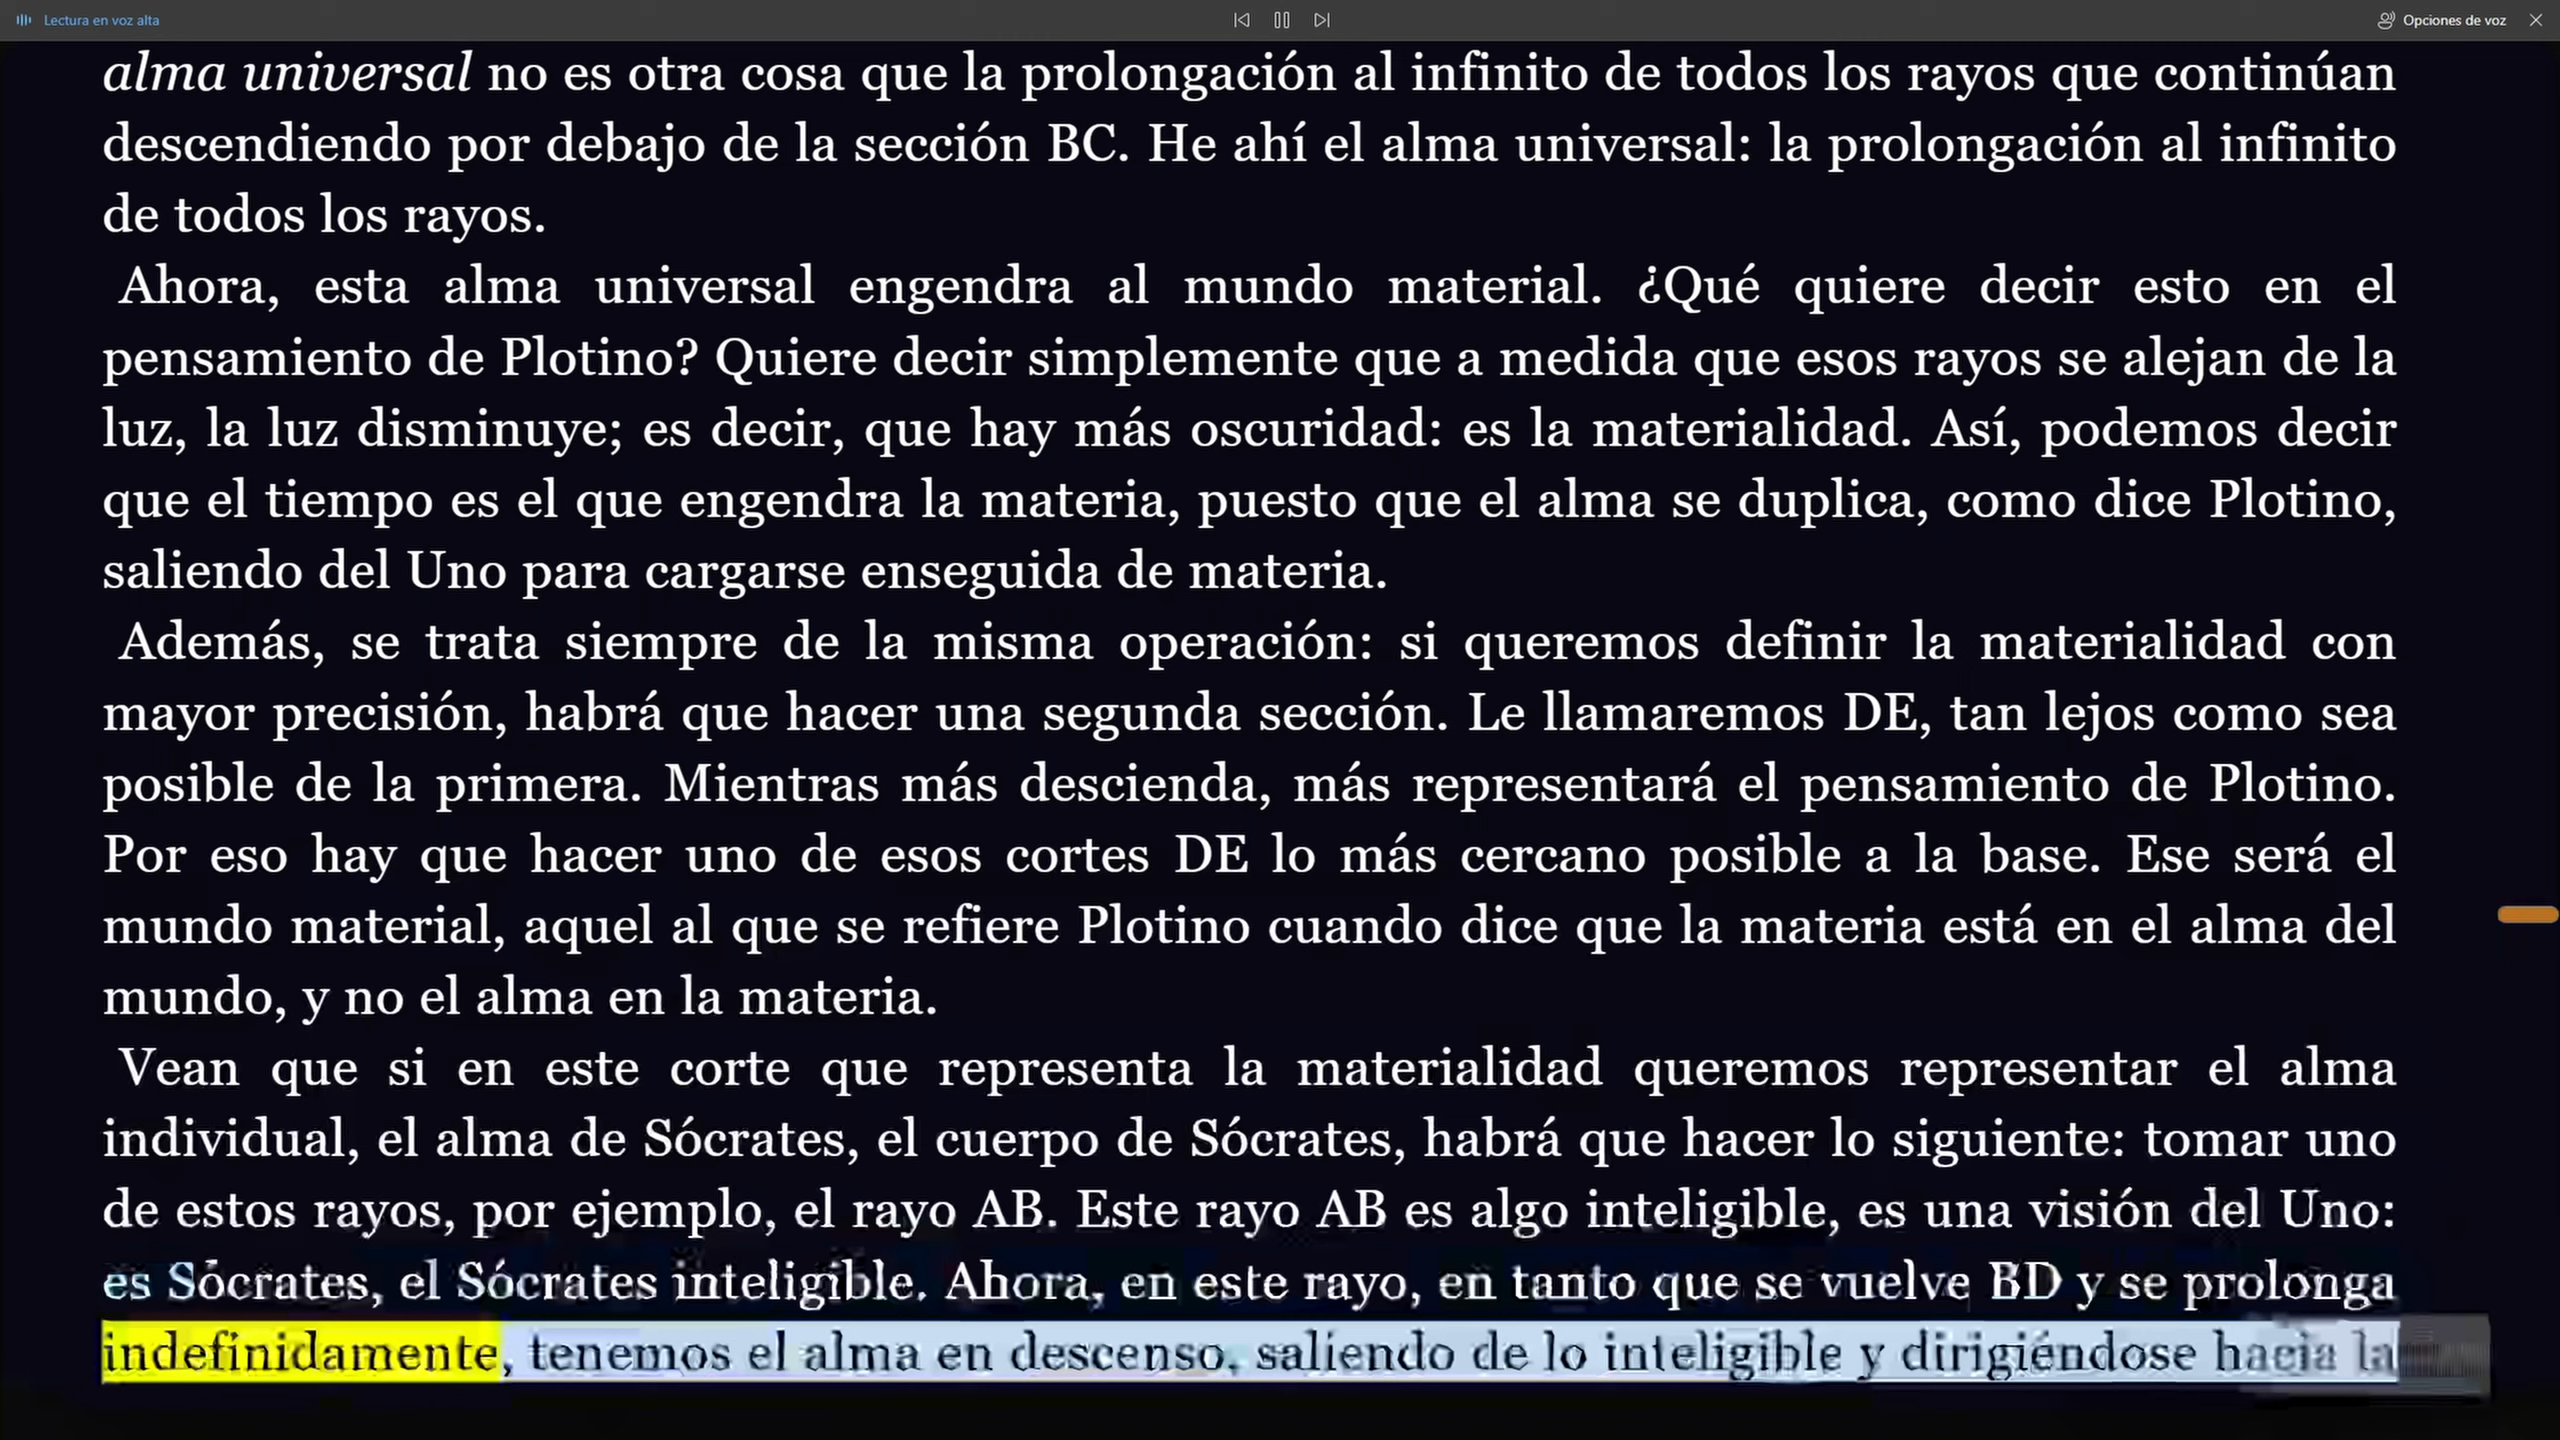 Lectura en voz alta
Opciones de voz
alma universal no es otra cosa que la prolongación al infinito de todos los rayos que continúan
descendiendo por debajo de la sección BC. He ahí el alma universal: la prolongación al infinito
de todos los rayos.
Ahora, esta alma universal engendra al mundo material. ¿Qué quiere decir esto en el
pensamiento de Plotino? Quiere decir simplemente que a medida que esos rayos se alejan de la
luz, la luz disminuye; es decir, que hay más oscuridad: es la materialidad. Así, podemos decir
que el tiempo es el que engendra la materia, puesto que el alma se duplica, como dice Plotino,
saliendo del Uno para cargarse enseguida de materia.
Además, se trata siempre de la misma operación: si queremos definir la materialidad con
mayor precisión, habrá que hacer una segunda sección. Le llamaremos DE, tan lejos como sea
posible de la primera. Mientras más descienda, más representará el pensamiento de Plotino.
Por eso hay que hacer uno de esos cortes DE lo más cercano posible a la base. Ese será el
mundo material, aquel al que se refiere Plotino cuando dice que la materia está en el alma del
mundo, y no el alma en la materia.
Vean que si en este corte que representa la materialidad queremos representar el alma
individual, el alma de Sócrates, el cuerpo de Sócrates, habrá que hacer lo siguiente: tomar uno
de estos rayos, por ejemplo, el rayo AB. Este rayo AB es algo inteligible, es una visión del Uno:
es Sócrates, el Sócrates inteligible. Ahora, en este rayo, en tanto que se vuelve BD y se prolonga
indefinidamente, tenemos el alma en descenso, saliendo de lo inteligible y dirigiéndose hacia la